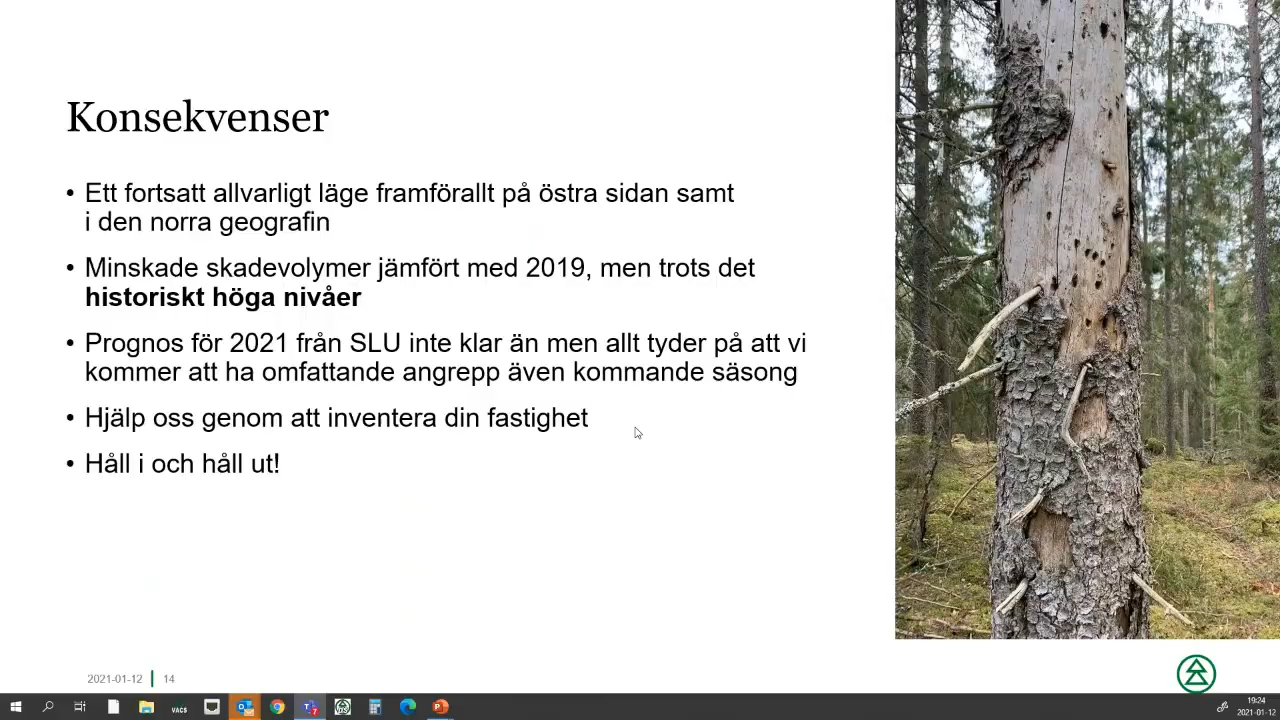 Konsekvenser
• Ett fortsatt allvarligt läge framförallt på östra sidan samt
i den norra geografin
• Minskade skadevolymer jämfört med 2019, men trots det
historiskt höga nivåer
• Prognos för 2021 från SLU inte klar än men allt tyder på att vi
kommer att ha omfattande angrepp även kommande säsong
• Hjälp oss genom att inventera din fastighet
• Håll i och håll ut!
2021-01-12 14
VACS
19:24
2021-01-12